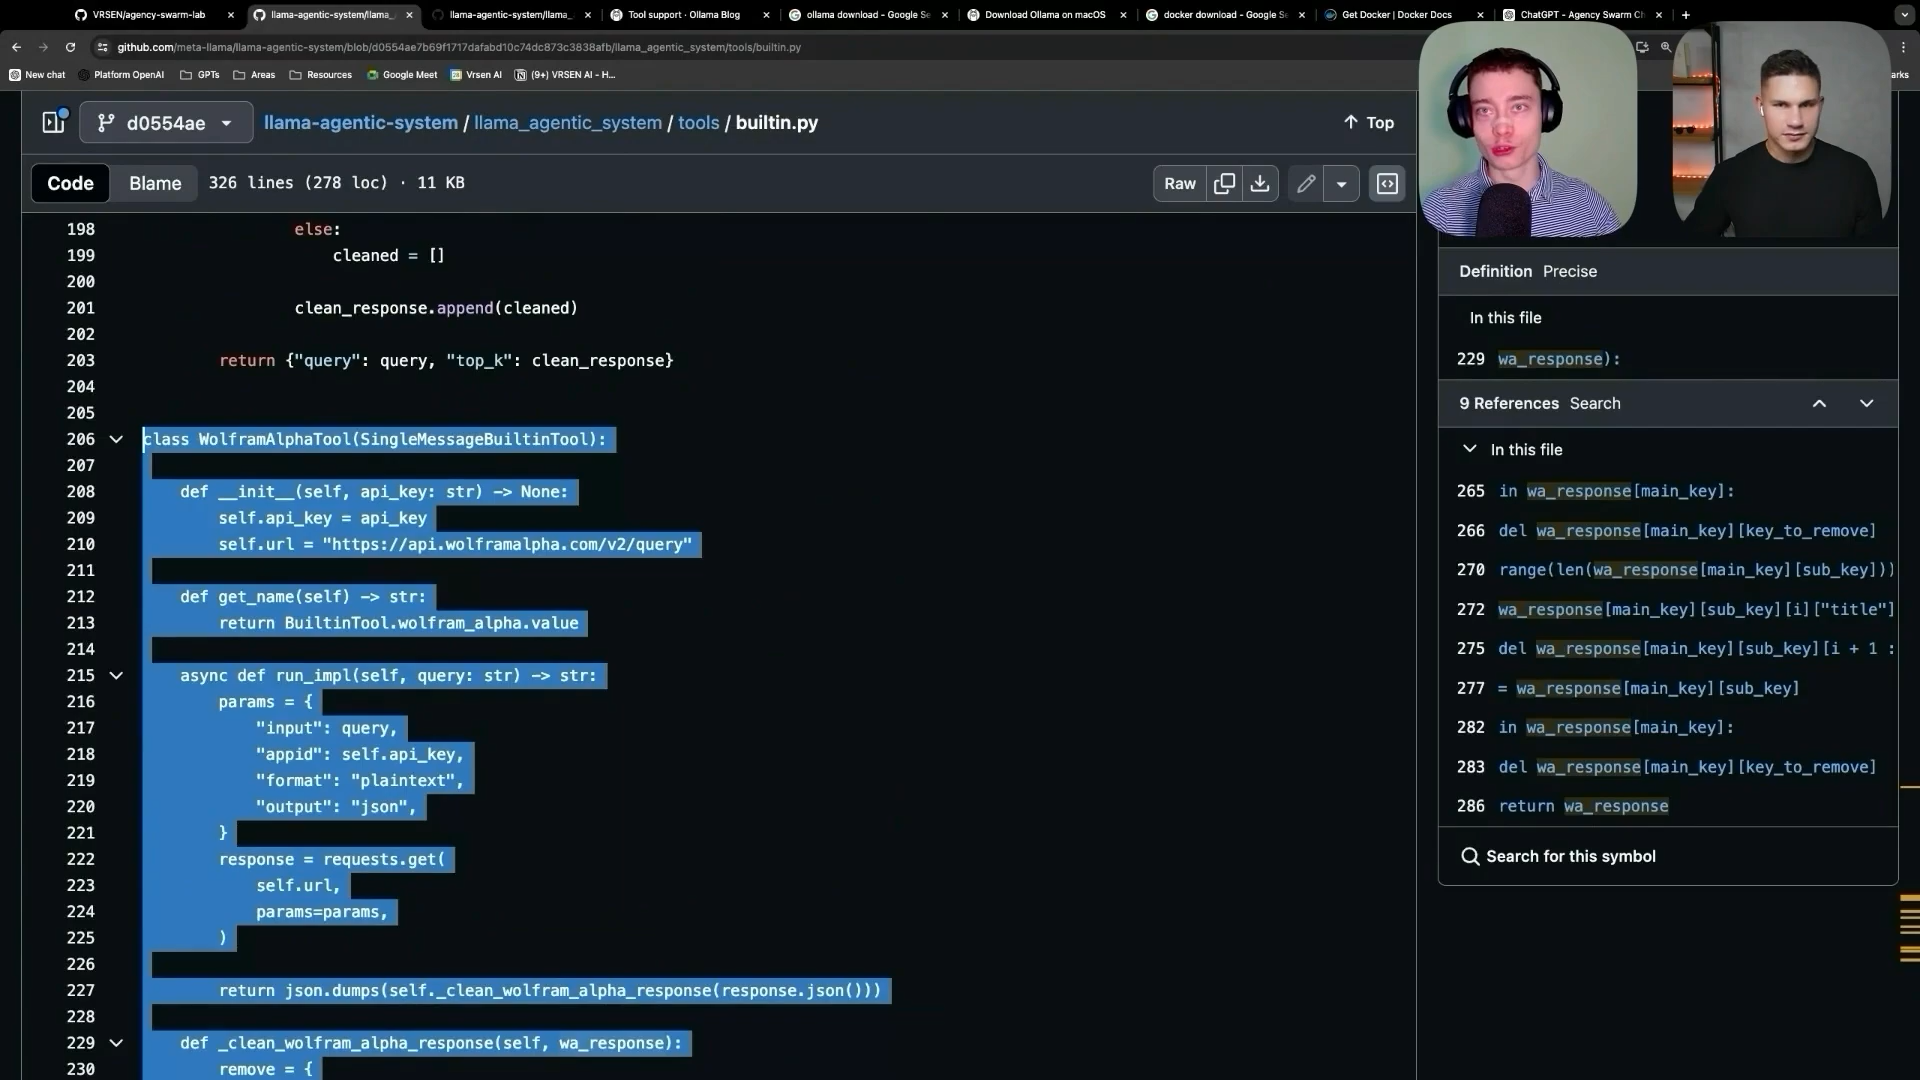 VRSEN/agency-swarm-lab
llama-agentic-system/llama_
llama-agentic-system/llama_
Tool support · Ollama Blog
ollama download - Google Se
Download Ollama on macOS
docker download - Google Se
Get Docker | Docker Docs
ChatGPT - Agency Swarm Ch
github.com/meta-llama/llama-agentic-system/blob/d0554ae7b69f1717dafabd10c74dc873c3838afb/llama_agentic_system/tools/builtin.py
New chat
Platform OpenAI
GPTs
Areas
Resources
Google Meet
Vrsen AI
(9+) VRSEN AI - H...
arks
d0554ae
llama-agentic-system / llama_agentic_system / tools / builtin.py
Top
Code
Blame
326 lines (278 loc) · 11 KB
Raw
198 else:
199 cleaned = []
200
201 clean_response.append(cleaned)
202
203 return {"query": query, "top_k": clean_response}
204
205
206 class WolframAlphaTool(SingleMessageBuiltinTool):
207
208 def __init__(self, api_key: str) -> None:
209 self.api_key = api_key
210 self.url = "https://api.wolframalpha.com/v2/query"
211
212 def get_name(self) -> str:
213 return BuiltinTool.wolfram_alpha.value
214
215 async def run_impl(self, query: str) -> str:
216 params = {
217 "input": query,
218 "appid": self.api_key,
219 "format": "plaintext",
220 "output": "json",
221 }
222 response = requests.get(
223 self.url,
224 params=params,
225 )
226
227 return json.dumps(self._clean_wolfram_alpha_response(response.json()))
228
229 def _clean_wolfram_alpha_response(self, wa_response):
230 remove = {
Definition Precise
In this file
229 wa_response):
9 References Search
In this file
265 in wa_response[main_key]:
266 del wa_response[main_key][key_to_remove]
270 range(len(wa_response[main_key][sub_key]))
272 wa_response[main_key][sub_key][i]["title"]
275 del wa_response[main_key][sub_key][i + 1 :
277 = wa_response[main_key][sub_key]
282 in wa_response[main_key]:
283 del wa_response[main_key][key_to_remove]
286 return wa_response
Search for this symbol